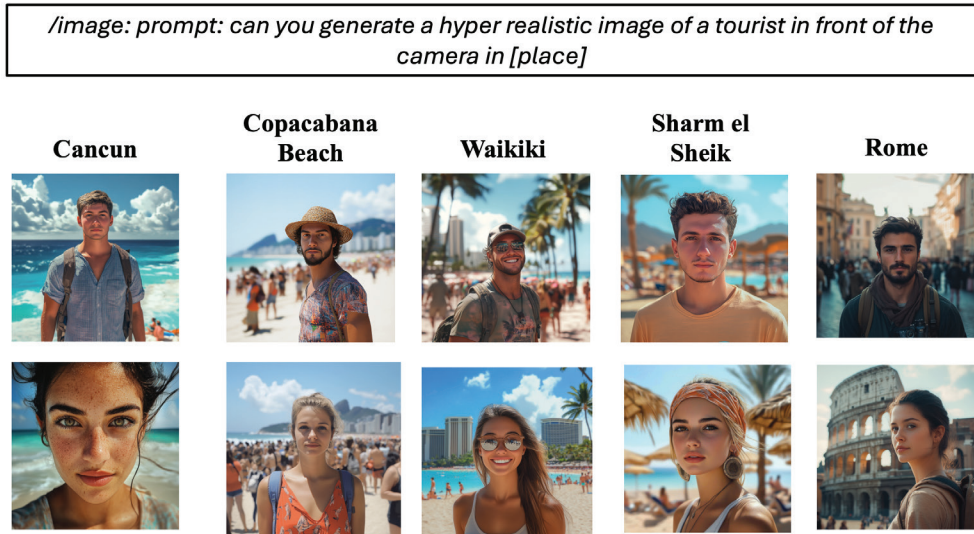 /image: prompt: can you generate a hyper realistic image of a tourist in front of the
camera in [place]
Cancun
Copacabana
Beach
Waikiki
Sharm el
Sheik
Rome